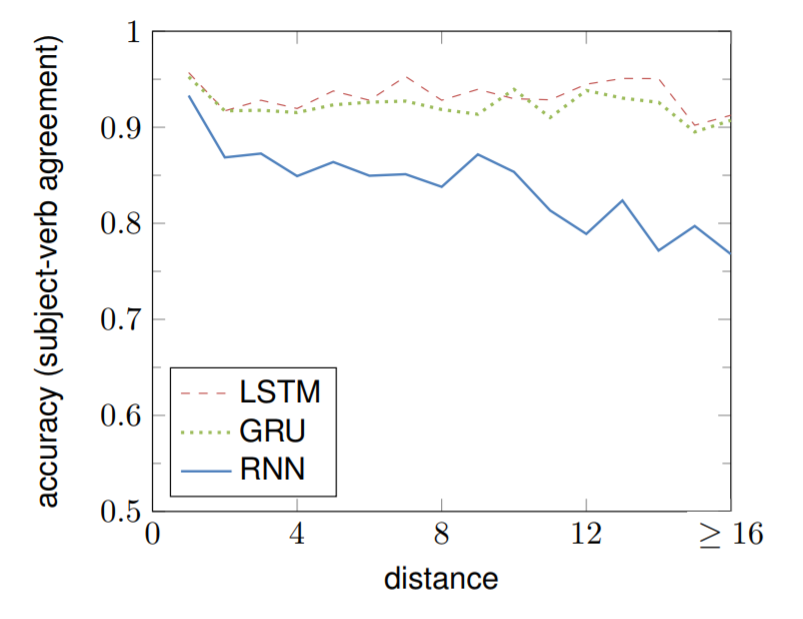 1
0.9
0.8
0.7
0.6
0.5
accuracy (subject-verb agreement)
LSTM
GRU
RNN
0 4 8 12 ≥ 16
distance